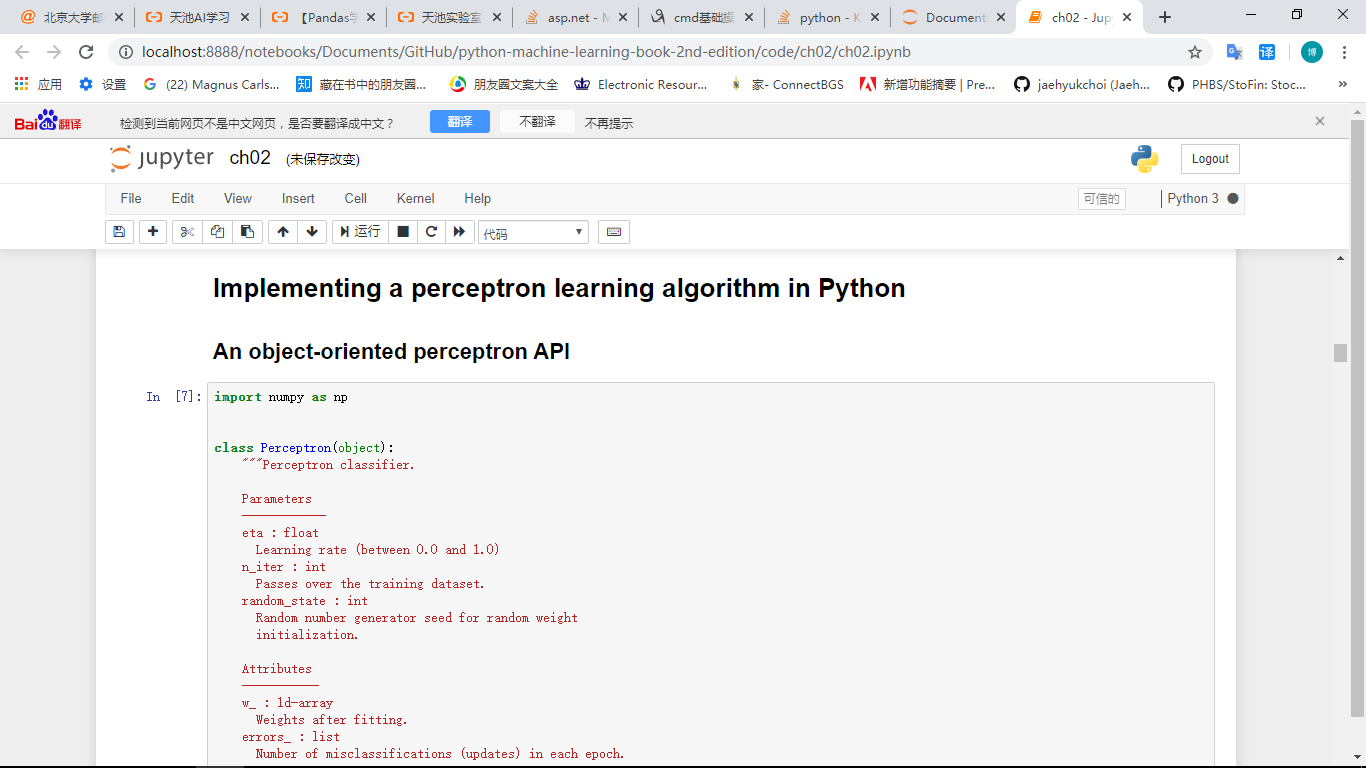 北京大学邮 天池AI学习 【Pandas学 天池实验室 asp.net - M cmd基础操 python - K Document ch02 - Jup
localhost:8888/notebooks/Documents/GitHub/python-machine-learning-book-2nd-edition/code/ch02/ch02.ipynb 译 博
应用 设置 (22) Magnus Carls... 知 藏在书中的朋友圈... 朋友圈文案大全 Electronic Resour... 家- ConnectBGS 新增功能摘要 | Pre... jaehyukchoi (Jaeh... PHBS/StoFin: Stoc... »
Bai du 翻译 检测到当前网页不是中文网页，是否要翻译成中文？ 翻译 不翻译 不再提示
jupyter ch02 (未保存改变) Logout
File Edit View Insert Cell Kernel Help 可信的 Python 3
运行 代码
Implementing a perceptron learning algorithm in Python
An object-oriented perceptron API
In [7]: import numpy as np
class Perceptron(object):
"""Perceptron classifier.
Parameters
------------
eta : float
Learning rate (between 0.0 and 1.0)
n_iter : int
Passes over the training dataset.
random_state : int
Random number generator seed for random weight
initialization.
Attributes
-----------
w_ : 1d-array
Weights after fitting.
errors_ : list
Number of misclassifications (updates) in each epoch.